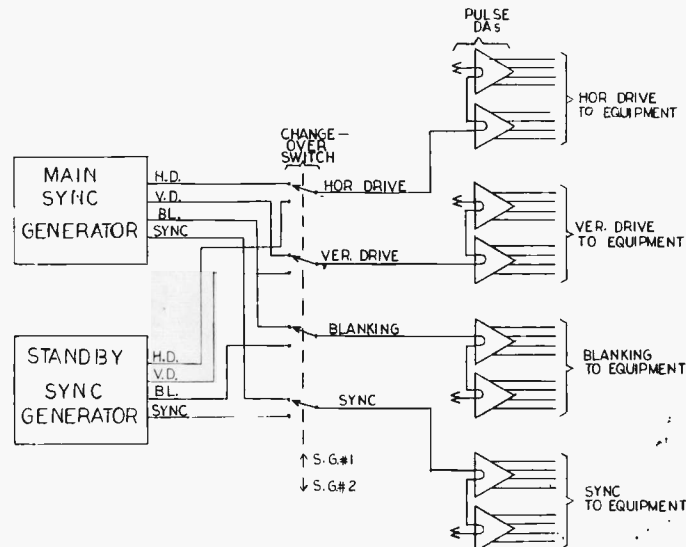 PULSE
DAs
HOR DRIVE
TO EQUIPMENT
CHANGE-
OVER
SWITCH
MAIN
SYNC
GENERATOR
H.D.
V.D.
BL.
SYNC
HOR DRIVE
VER. DRIVE
VER. DRIVE
TO EQUIPMENT
STANDBY
SYNC
GENERATOR
H.D.
V.D.
BL.
SYNC
BLANKING
BLANKING
TO EQUIPMENT
SYNC
S.G.#1
S.G.#2
SYNC
TO EQUIPMENT